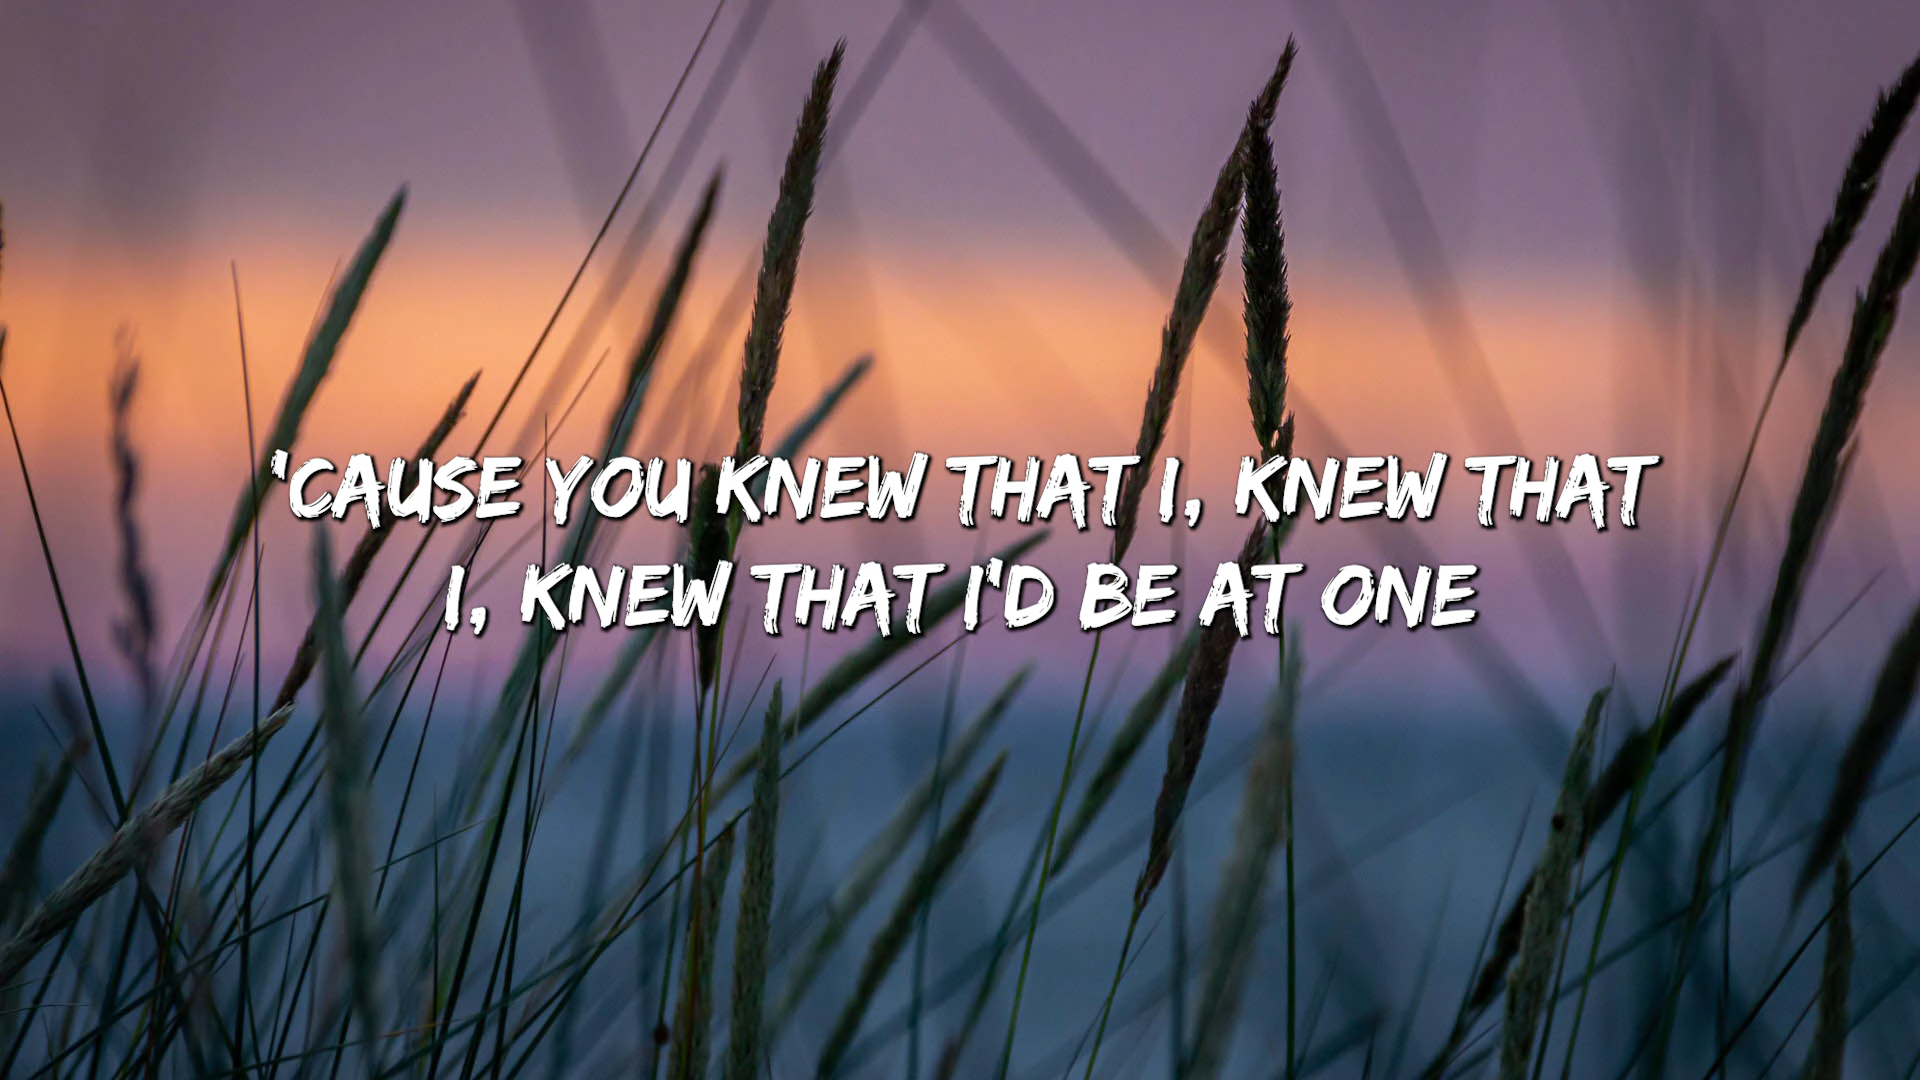 'CAUSE YOU KNEW THAT I, KNEW THAT
I, KNEW THAT I'D BE AT ONE